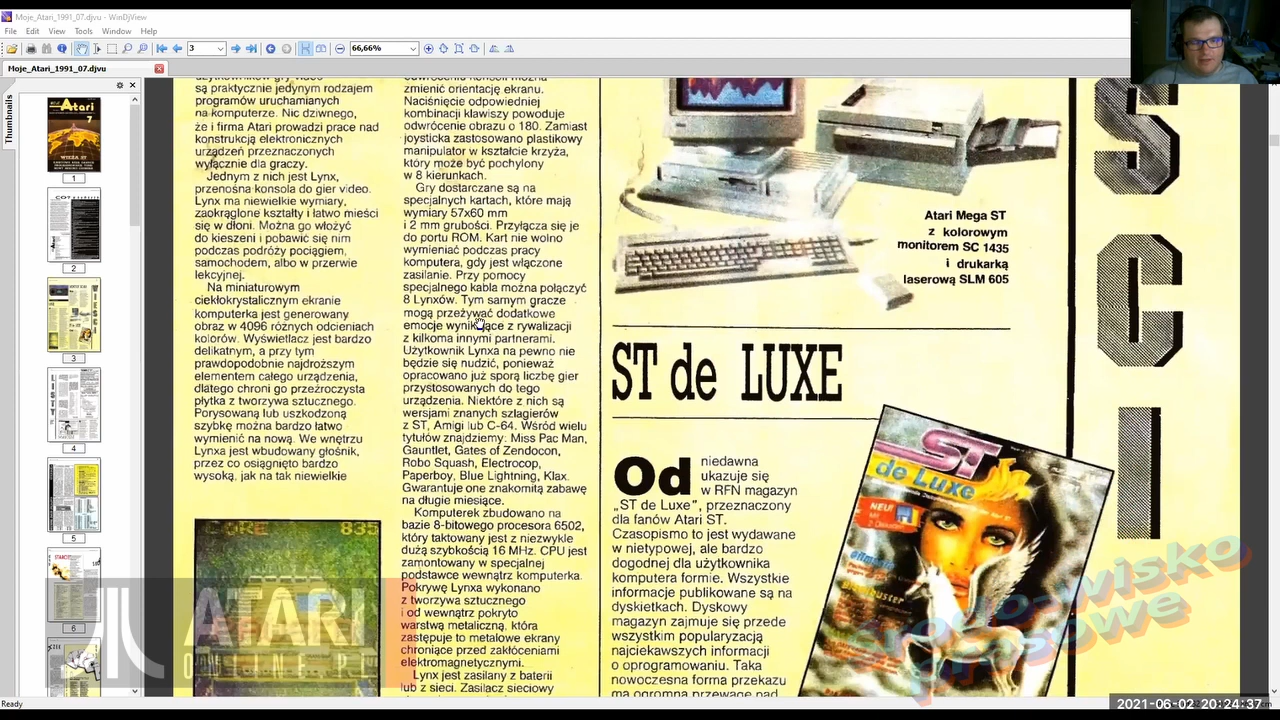 Moje_Atari_1991_07.djvu - WinDjView
File Edit View Tools Window Help
3
66,66%
Moje_Atari_1991_07.djvu
Thumbnails
Atari
7
1
2
3
4
5
6
są praktycznie jedynym rodzajem
programów uruchamianych
na komputerze. Nic dziwnego,
że i firma Atari prowadzi prace nad
konstrukcją elektronicznych
urządzeń przeznaczonych
wyłącznie dla graczy.
Jednym z nich jest Lynx,
przenośna konsola do gier video.
Lynx ma niewielkie wymiary,
zaokrąglone kształty i łatwo mieści
się w dłoni. Można go włożyć
do kieszeni i pobawić się nim
podczas podróży pociągiem,
samochodem, albo w przerwie
lekcyjnej.
Na miniaturowym
ciekłokrystalicznym ekranie
komputerka jest generowany
obraz w 4096 różnych odcieniach
kolorów. Wyświetlacz jest bardzo
delikatnym, a przy tym
prawdopodobnie najdroższym
elementem całego urządzenia,
dlatego chroni go przeźroczysta
płytka z tworzywa sztucznego.
Porysowaną lub uszkodzoną
szybkę można bardzo łatwo
wymienić na nową. We wnętrzu
Lynxa jest wbudowany głośnik,
przez co osiągnięto bardzo
wysoką, jak na tak niewielkie
835
zmienić orientację ekranu.
Naciśnięcie odpowiedniej
kombinacji klawiszy powoduje
odwrócenie obrazu o 180. Zamiast
joysticka zastosowano plastikowy
manipulator w kształcie krzyża,
który może być pochylony
w 8 kierunkach.
Gry dostarczane są na
specjalnych kartach, które mają
wymiary 57x60 mm
i 2 mm grubości. Przyłącza się je
do portu ROM. Kart nie wolno
wymieniać podczas pracy
komputera, gdy jest włączone
zasilanie. Przy pomocy
specjalnego kabla można połączyć
8 Lynxów. Tym samym gracze
mogą przeżywać dodatkowe
emocje wynikające z rywalizacji
z kilkoma innymi partnerami.
Użytkownik Lynxa na pewno nie
będzie się nudzić, ponieważ
opracowano już sporą liczbę gier
przystosowanych do tego
urządzenia. Niektóre z nich są
wersjami znanych szlagierów
z ST, Amigi lub C-64. Wśród wielu
tytułów znajdziemy: Miss Pac Man,
Gauntlet, Gates of Zendocon,
Robo Squash, Electrocop,
Paperboy, Blue Lightning, Klax.
Gwarantuje one znakomitą zabawę
na długie miesiące.
Komputerek zbudowano na
bazie 8-bitowego procesora 6502,
który taktowany jest z niezwykle
dużą szybkością 16 MHz. CPU jest
zamontowany w specjalnej
podstawce wewnątrz komputerka.
Pokrywę Lynxa wykonano
z tworzywa sztucznego
i od wewnątrz pokryto
warstwą metaliczną, która
zastępuje to metalowe ekrany
chroniące przed zakłóceniami
elektromagnetycznymi.
Lynx jest zasilany z baterii
lub z sieci. Zasilacz sieciowy
Atari Mega ST
z kolorowym
monitorem SC 1435
i drukarką
laserową SLM 605
ST de LUXE
Od niedawna
ukazuje się
w RFN magazyn
„ST de Luxe”, przeznaczony
dla fanów Atari ST.
Czasopismo to jest wydawane
w nietypowej, ale bardzo
dogodnej dla użytkownika
komputera formie. Wszystkie
informacje publikowane są na
dyskietkach. Dyskowy
magazyn zajmuje się przede
wszystkim popularyzacją
najciekawszych informacji
o oprogramowaniu. Taka
nowoczesna forma przekazu
ma ogromną przewagę nad
ST
de Luxe
NEU!
S
C
I
ATARI
ONLINE.PL
prasowe
Ready
2021-06-02 20:24:37